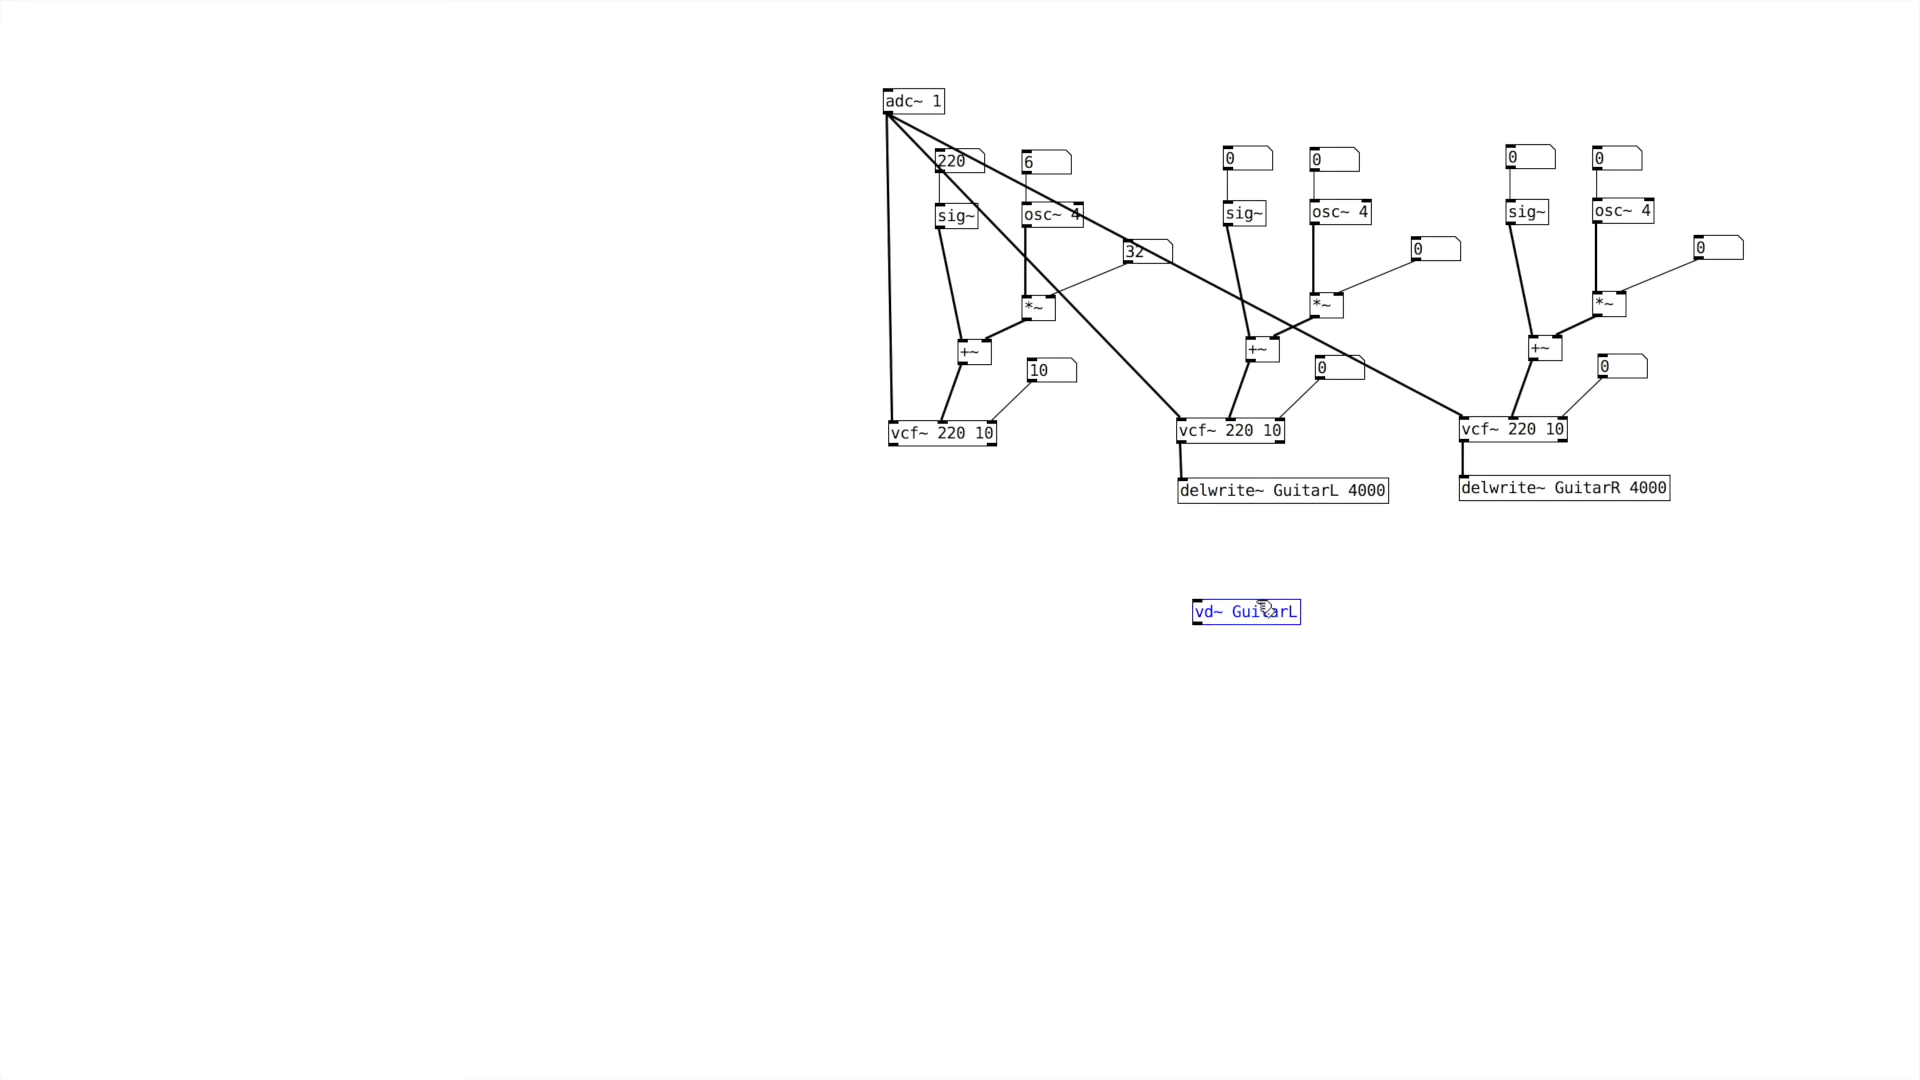 adc~ 1
220
6
0
0
0
0
sig~
osc~ 4
sig~
osc~ 4
sig~
osc~ 4
32
0
0
*~
*~
*~
+~
+~
+~
10
0
0
vcf~ 220 10
vcf~ 220 10
vcf~ 220 10
delwrite~ GuitarL 4000
delwrite~ GuitarR 4000
vd~ GuitarL